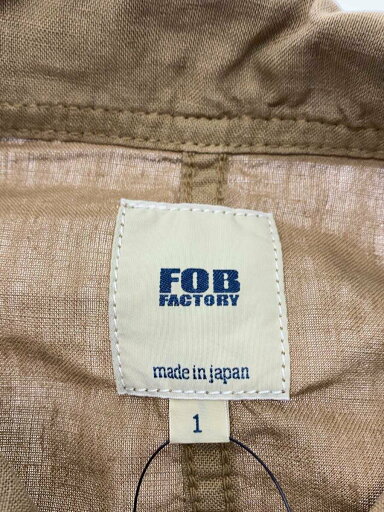 FOB
FACTORY
made in japan
1